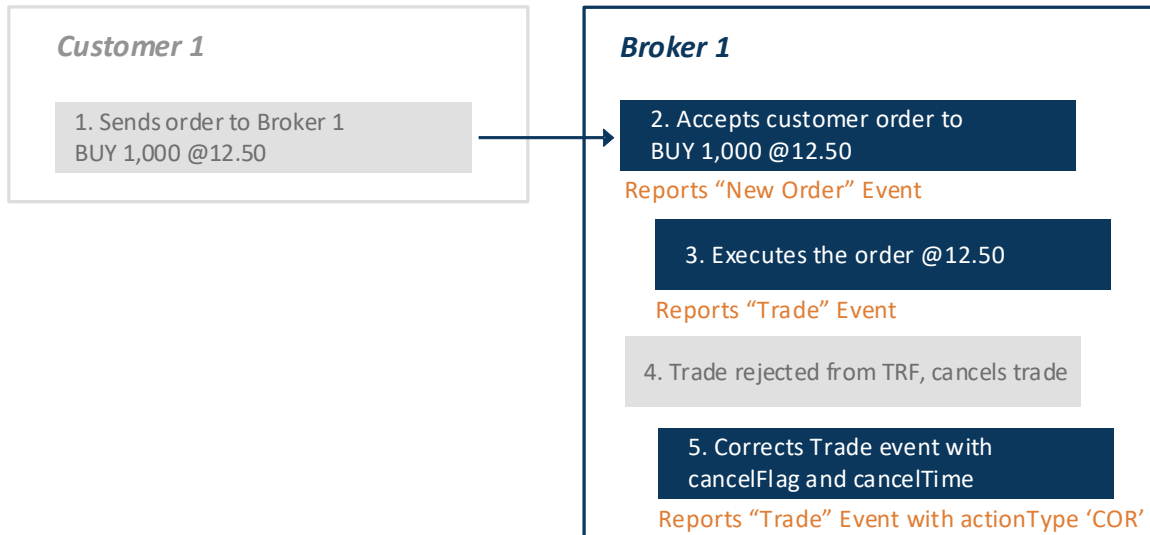 Customer 1
1. Sends order to Broker 1
BUY 1,000 @12.50
Broker 1
2. Accepts customer order to
BUY 1,000 @12.50
Reports “New Order” Event
3. Executes the order @12.50
Reports “Trade” Event
4. Trade rejected from TRF, cancels trade
5. Corrects Trade event with
cancelFlag and cancelTime
Reports “Trade” Event with actionType ‘COR’